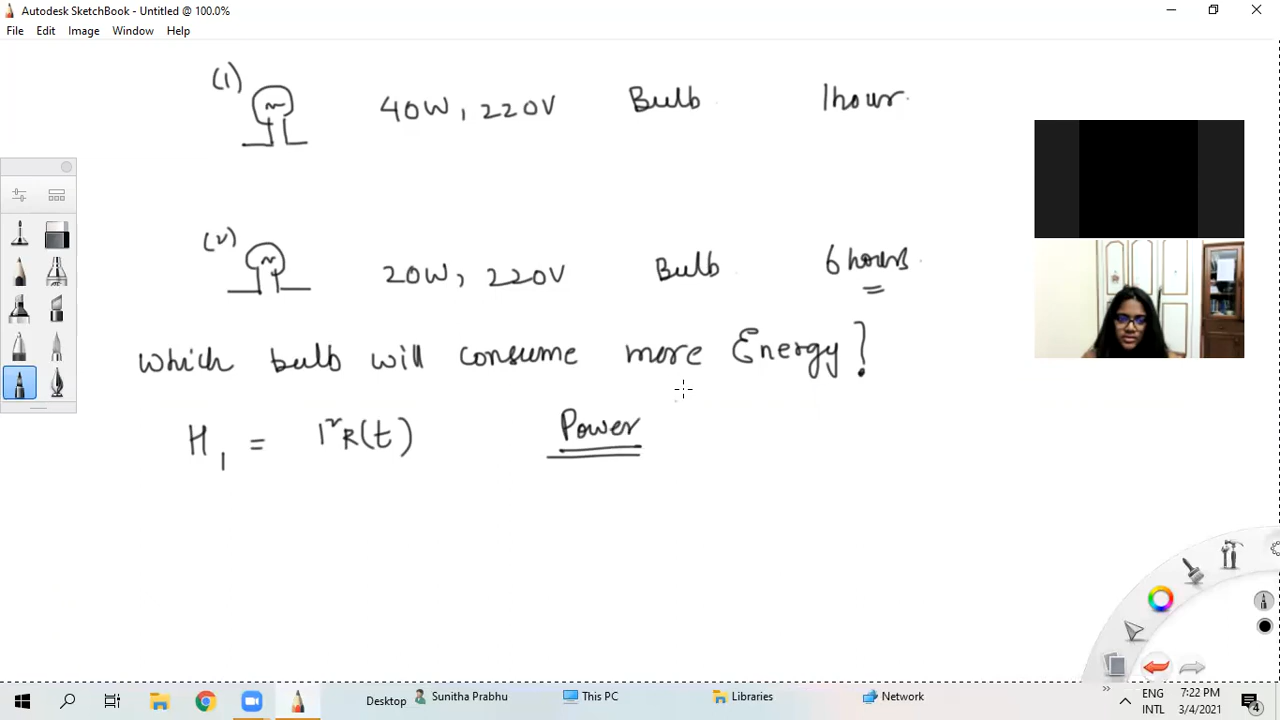 Autodesk SketchBook - Untitled @ 100.0%
File Edit Image Window Help
(1) 40W, 220V Bulb 1hour
(2) 20W, 220V Bulb 6 hours
Which bulb will consume more Energy?
H1 = I²R(t) Power
Desktop Sunitha Prabhu This PC Libraries Network
ENG 7:22 PM
INTL 3/4/2021 4